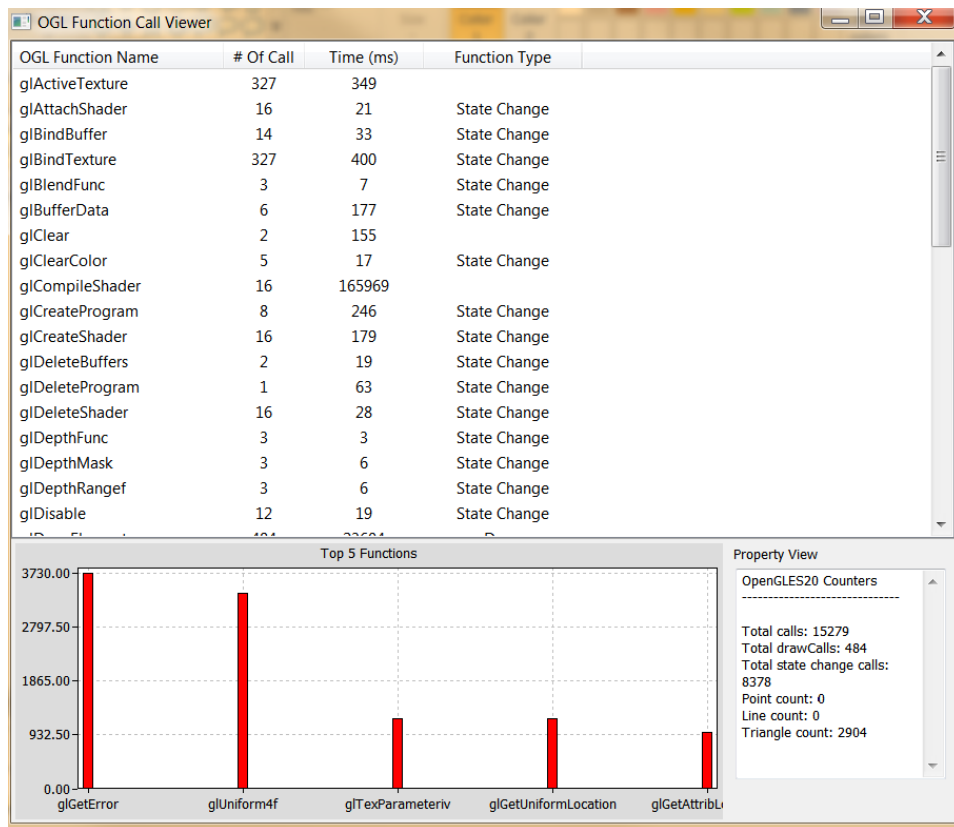 OGL Function Call Viewer
OGL Function Name # Of Call Time (ms) Function Type
glActiveTexture 327 349
glAttachShader 16 21 State Change
glBindBuffer 14 33 State Change
glBindTexture 327 400 State Change
glBlendFunc 3 7 State Change
glBufferData 6 177 State Change
glClear 2 155
glClearColor 5 17 State Change
glCompileShader 16 165969
glCreateProgram 8 246 State Change
glCreateShader 16 179 State Change
glDeleteBuffers 2 19 State Change
glDeleteProgram 1 63 State Change
glDeleteShader 16 28 State Change
glDepthFunc 3 3 State Change
glDepthMask 3 6 State Change
glDepthRangef 3 6 State Change
glDisable 12 19 State Change
Top 5 Functions
3730.00
2797.50
1865.00
932.50
0.00
glGetError glUniform4f glTexParameteriv glGetUniformLocation glGetAttribL
Property View
OpenGLES20 Counters
------------------------------
Total calls: 15279
Total drawCalls: 484
Total state change calls:
8378
Point count: 0
Line count: 0
Triangle count: 2904